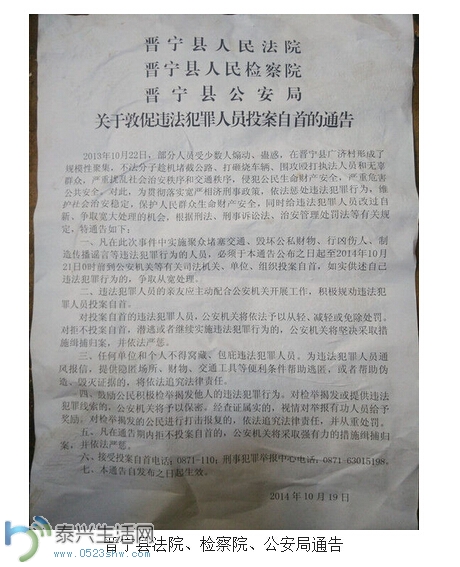 晋宁县人民法院
晋宁县人民检察院
晋宁县公安局
关于敦促违法犯罪人员投案自首的通告
2013年10月22日，部分人员受少数人煽动、蛊惑，在晋宁县广济村形成了
规模性聚集，不法分子趁机堵截公路、打砸烧车辆、围攻殴打执法人员和无辜
群众，严重扰乱社会治安秩序和交通秩序，侵犯公民生命财产安全，严重危害
公共安全。对此，为贯彻落实宽严相济刑事政策，依法惩处违法犯罪行为，维
护社会治安稳定，保护人民群众生命财产安全，同时给违法犯罪人员改过自
新、争取宽大处理的机会，根据刑法、刑事诉讼法、治安管理处罚法等有关规
定，特通告如下：
一、凡在此次事件中实施聚众堵塞交通、毁坏公私财物、行凶伤人、制
造传播谣言等违法犯罪行为的人员，必须于本通告公布之日起至2014年10月
21日0时前到公安机关等有关司法机关、单位、组织投案自首，如实供述自己
违法犯罪行为的，争取从宽处理。
二、违法犯罪人员的亲友应主动配合公安机关开展工作，积极规劝违法犯
罪人员投案自首。
对投案自首的违法犯罪人员，公安机关将依法予以从轻、减轻或免除处罚。
对拒不投案自首，潜逃或者继续实施违法犯罪行为的，公安机关将坚决采取措
施缉捕归案，并依法严惩。
三、任何单位和个人不得窝藏、包庇违法犯罪人员。为违法犯罪人员通
风报信，提供隐匿场所、财物、交通工具等便利条件帮助逃匿，或者帮助伪
造、毁灭证据的，将依法追究法律责任。
四、鼓励公民积极检举揭发他人的违法犯罪行为。对检举揭发或提供违法
犯罪线索的，公安机关将予以保密，经查证属实的，视情对举报有功人员给予
奖励；对检举揭发的公民进行打击报复的，依法追究法律责任，并从重处罚。
五、凡在通告期内拒不投案自首的，公安机关将采取强有力的措施缉捕归
案，并依法严惩。
六、接受投案自首电话：0871-110；刑事犯罪举报中心电话：0871-63015198。
七、本通告自发布之日起生效。
2014年10月19日
泰兴生活网
www.0523shw.com
晋宁县法院、检察院、公安局通告